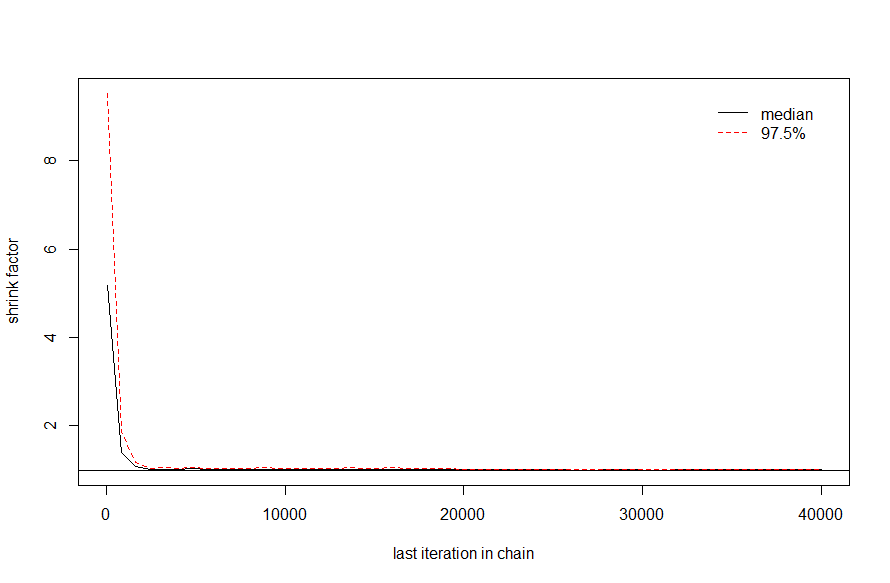 median
97.5%
8
6
4
2
shrink factor
0 10000 20000 30000 40000
last iteration in chain